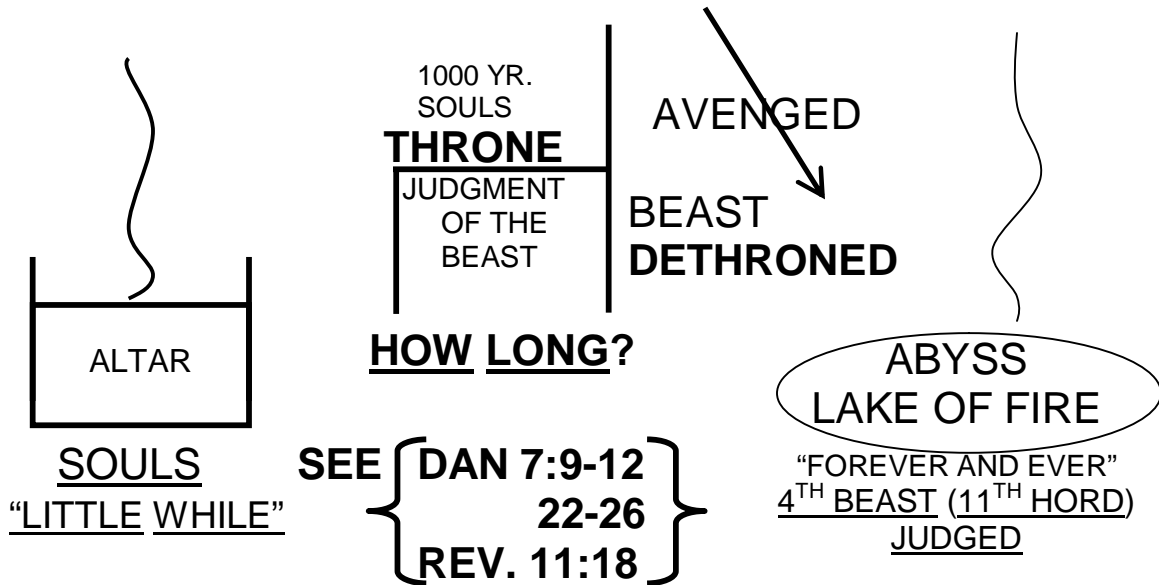 1000 YR.
SOULS
THRONE
JUDGMENT
OF THE
BEAST
AVENGED
BEAST
DETHRONED
ALTAR
SOULS
"LITTLE WHILE"
HOW LONG?
SEE DAN 7:9-12
22-26
REV. 11:18
ABYSS
LAKE OF FIRE
"FOREVER AND EVER"
4TH BEAST (11TH HORD)
JUDGED